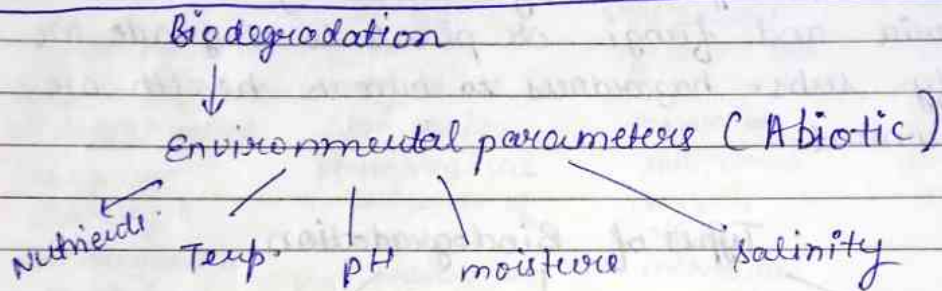 Biodegradation
Environmental parameters (Abiotic)
Nutrients. Temp. pH moisture salinity